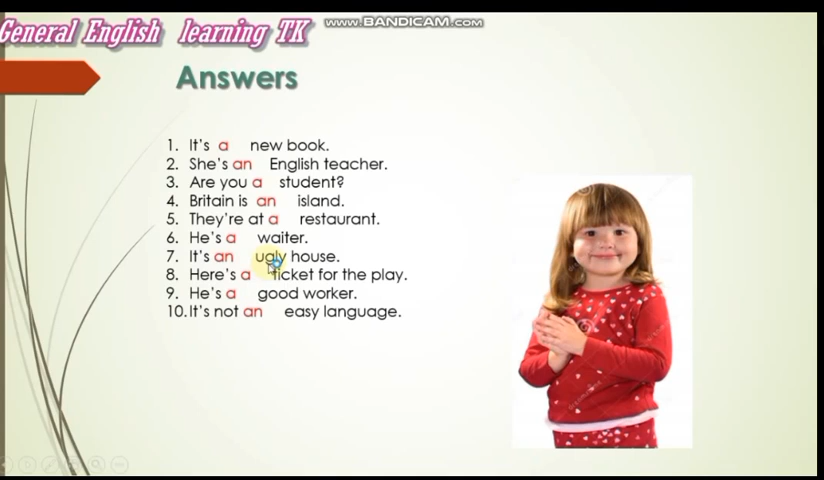 General English learning TK
WWW.BANDICAM.COM
Answers
1. It's a new book.
2. She's an English teacher.
3. Are you a student?
4. Britain is an island.
5. They're at a restaurant.
6. He's a waiter.
7. It's an ugly house.
8. Here's a ticket for the play.
9. He's a good worker.
10. It's not an easy language.